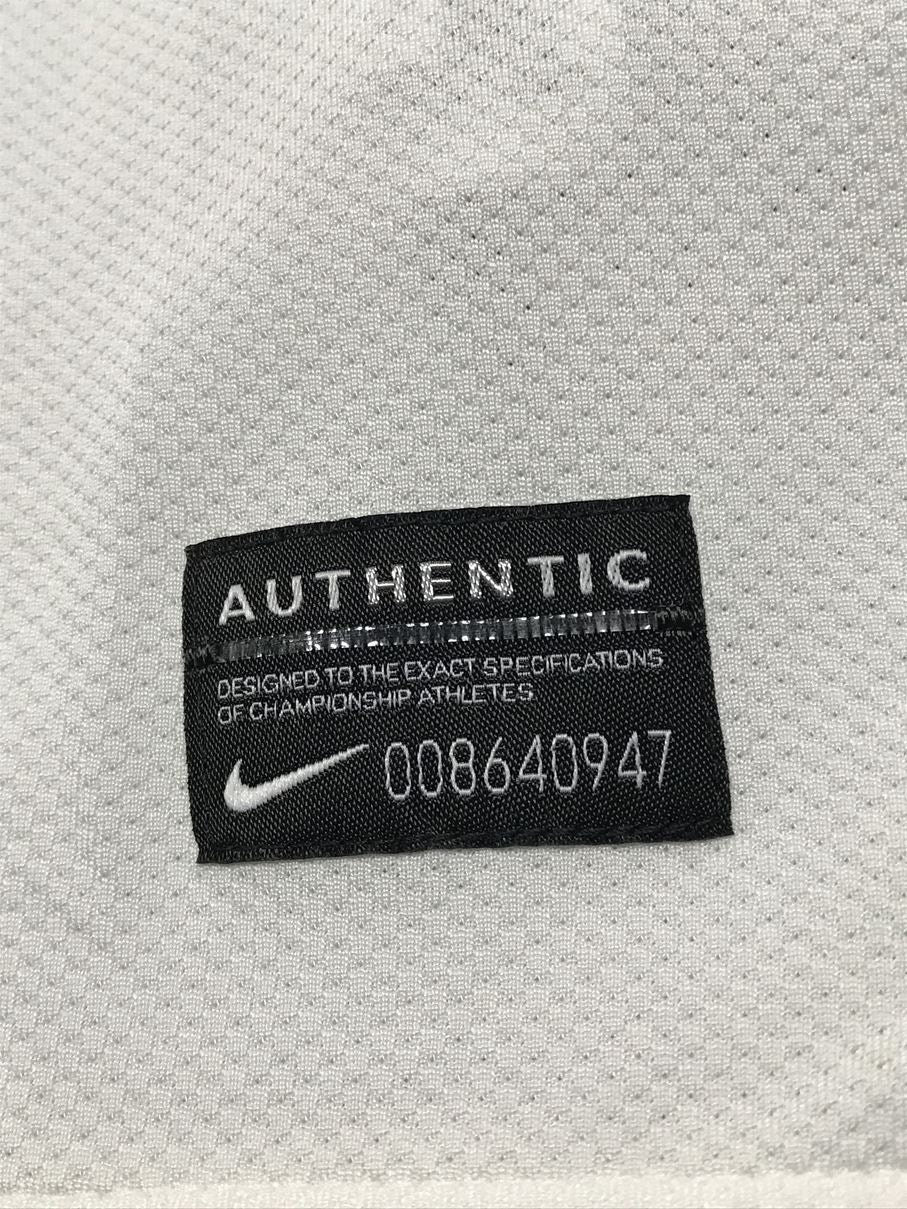 AUTHENTIC
DESIGNED TO THE EXACT SPECIFICATIONS
OF CHAMPIONSHIP ATHLETES
008640947